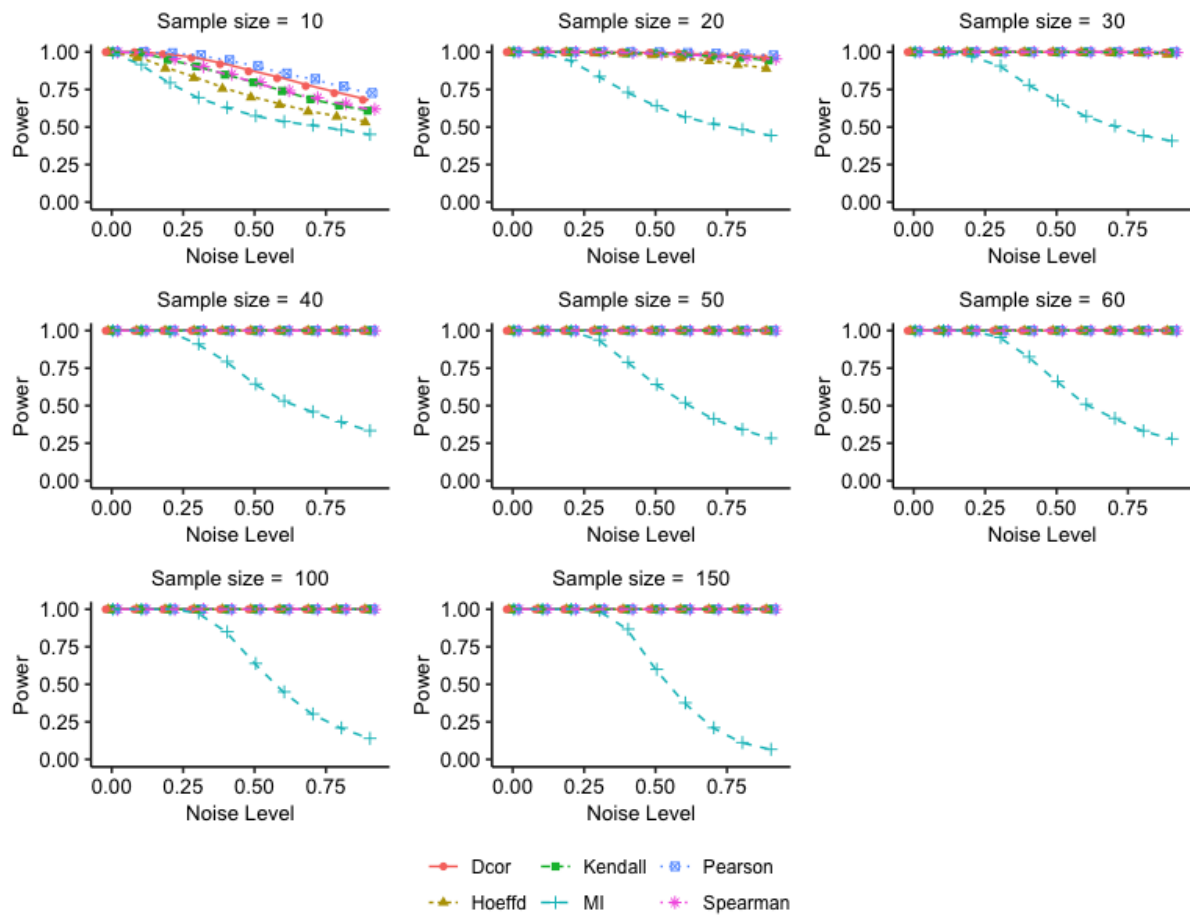 Sample size = 10
Sample size = 20
Sample size = 30
1.00
0.75
0.50
0.25
0.00
Power
0.00 0.25 0.50 0.75
Noise Level
1.00
0.75
0.50
0.25
0.00
Power
0.00 0.25 0.50 0.75
Noise Level
1.00
0.75
0.50
0.25
0.00
Power
0.00 0.25 0.50 0.75
Noise Level
Sample size = 40
Sample size = 50
Sample size = 60
1.00
0.75
0.50
0.25
0.00
Power
0.00 0.25 0.50 0.75
Noise Level
1.00
0.75
0.50
0.25
0.00
Power
0.00 0.25 0.50 0.75
Noise Level
1.00
0.75
0.50
0.25
0.00
Power
0.00 0.25 0.50 0.75
Noise Level
Sample size = 100
Sample size = 150
1.00
0.75
0.50
0.25
0.00
Power
0.00 0.25 0.50 0.75
Noise Level
1.00
0.75
0.50
0.25
0.00
Power
0.00 0.25 0.50 0.75
Noise Level
Dcor Kendall Pearson
Hoeffd MI Spearman